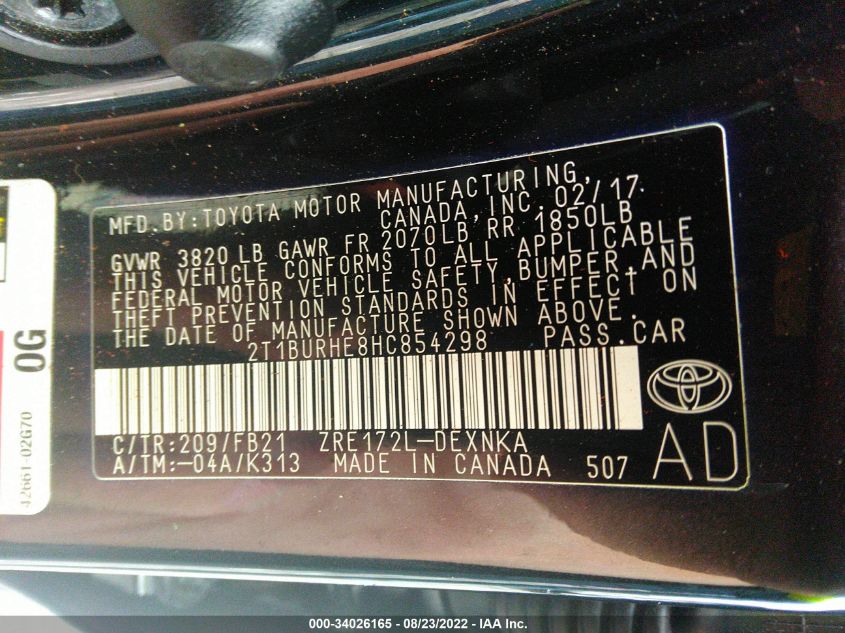 MFD.BY:TOYOTA MOTOR MANUFACTURING,
CANADA,INC.02/17
GVWR 3820 LB GAWR FR 2070LB RR 1850LB
THIS VEHICLE CONFORMS TO ALL APPLICABLE
FEDERAL MOTOR VEHICLE SAFETY,BUMPER,AND
THEFT PREVENTION STANDARDS IN EFFECT ON
THE DATE OF MANUFACTURE SHOWN ABOVE.
2T1BURHE8HC854298 PASS.CAR
C/TR:209/FB21 ZRE172L-DEXNKA
A/TM:-04A/K313 MADE IN CANADA 507
AD
0G
42661-02G70
000-34026165 - 08/23/2022 - IAA Inc.